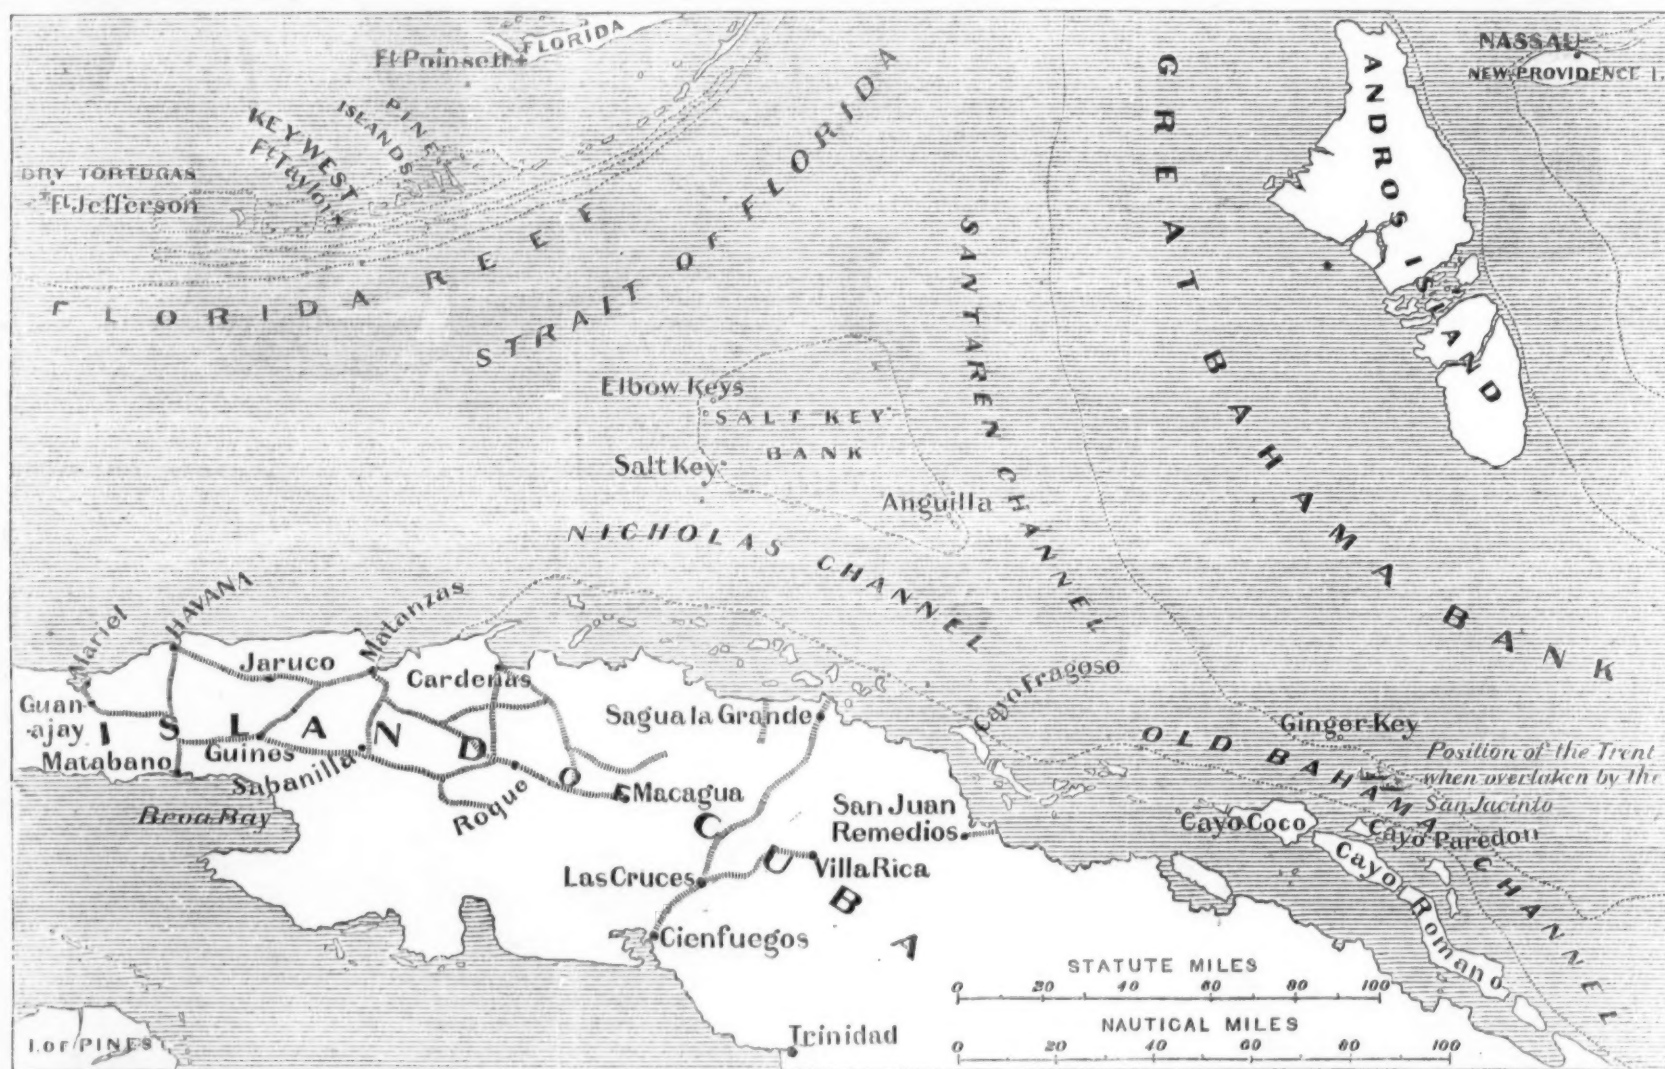 FLORIDA
Ft Poinsett
PINE
ISLANDS
KEY WEST
Ft Taylor
DRY TORTUGAS
Ft Jefferson
FLORIDA REEF
STRAIT OF FLORIDA
SANTAREN CHANNEL
GREAT BAHAMA BANK
ANDROS ISLAND
NASSAU
NEW PROVIDENCE I.
Elbow Keys
SALT KEY
BANK
Salt Key
Anguilla
NICHOLAS CHANNEL
Mariel
HAVANA
Matanzas
Jaruco
Cardenas
Guan-
-ajay
Matabano
Guines
Sabanilla
Roque
Macagua
Broa Bay
ISLAND OF CUBA
Sagua la Grande
Cayo Fragoso
San Juan
Remedios
Las Cruces
Villa Rica
Cienfuegos
Trinidad
I. OF PINES
OLD BAHAMA CHANNEL
Ginger Key
Position of the Trent
when overtaken by the
San Jacinto
Cayo Coco
Cayo Paredon
Cayo Romano
STATUTE MILES
0 20 40 60 80 100
NAUTICAL MILES
0 20 40 60 80 100